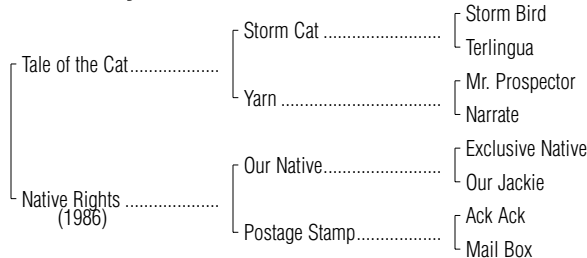 Storm Bird
Storm Cat ........................
Terlingua
Tale of the Cat...................
Mr. Prospector
Yarn .................................
Narrate
Exclusive Native
Our Native........................
Our Jackie
Native Rights ....................
(1986)
Ack Ack
Postage Stamp.................
Mail Box